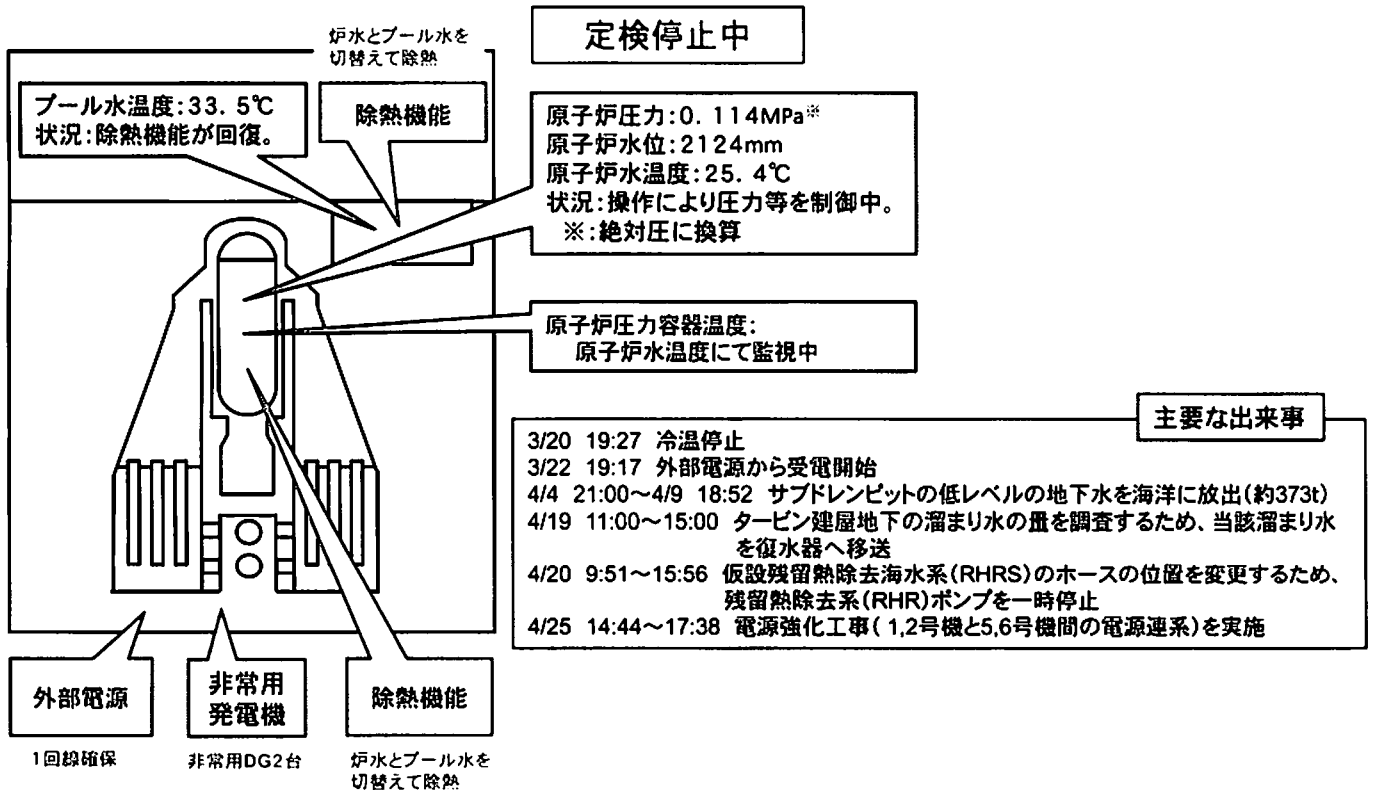 炉水とプール水を
切替えて除熱
定検停止中
プール水温度:33.5℃
状況:除熱機能が回復。
除熱機能
原子炉圧力:0.114MPa※
原子炉水位:2124mm
原子炉水温度:25.4℃
状況:操作により圧力等を制御中。
※:絶対圧に換算
原子炉圧力容器温度:
原子炉水温度にて監視中
主要な出来事
3/20 19:27 冷温停止
3/22 19:17 外部電源から受電開始
4/4 21:00～4/9 18:52 サブドレンピットの低レベルの地下水を海洋に放出(約373t)
4/19 11:00～15:00 タービン建屋地下の溜まり水の量を調査するため、当該溜まり水
を復水器へ移送
4/20 9:51～15:56 仮設残留熱除去海水系(RHRS)のホースの位置を変更するため、
残留熱除去系(RHR)ポンプを一時停止
4/25 14:44～17:38 電源強化工事(1,2号機と5,6号機間の電源連系)を実施
外部電源
1回線確保
非常用
発電機
非常用DG2台
除熱機能
炉水とプール水を
切替えて除熱